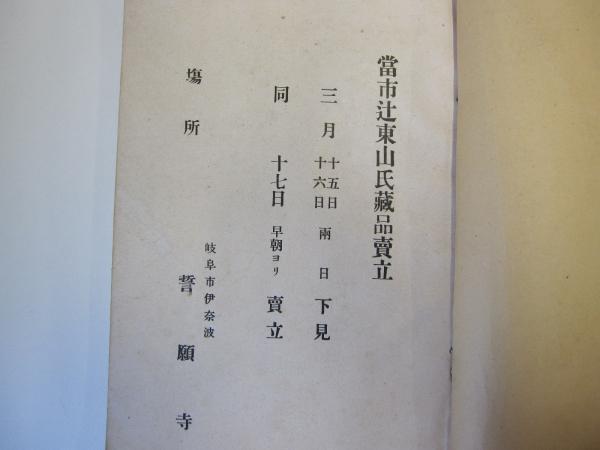 當市辻東山氏藏品賣立
三月十五日十六日兩日下見
同十七日早朝ヨリ賣立
塲所
岐阜市伊奈波
誓願寺